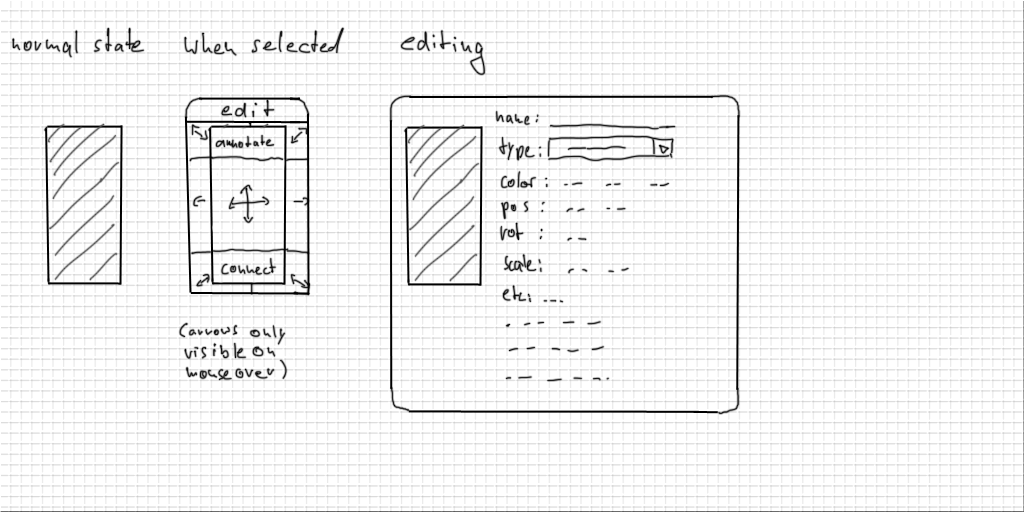 normal state
when selected
editing
edit
annotate
connect
(arrows only
visible on
mouseover)
name:
type:
color:
pos:
rot:
scale:
etc: ...